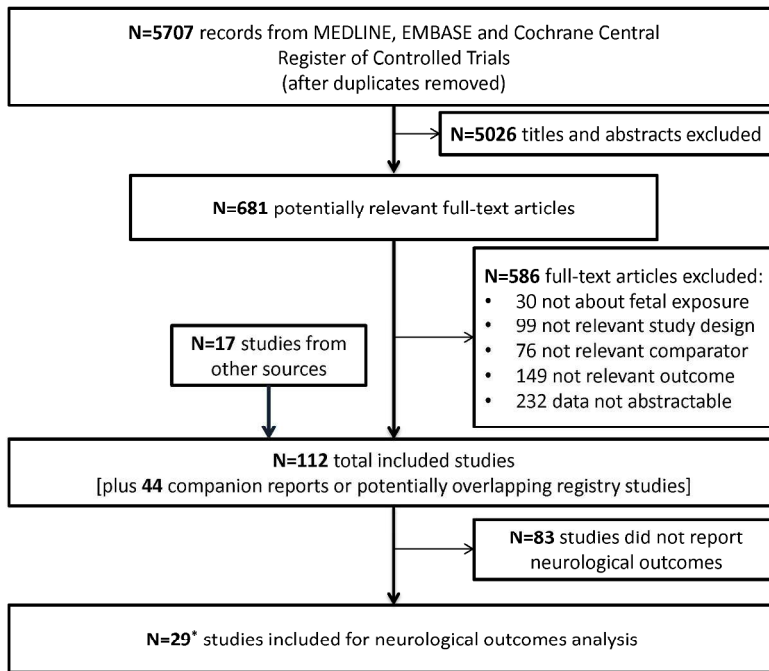 N=5707 records from MEDLINE, EMBASE and Cochrane Central
Register of Controlled Trials
(after duplicates removed)
N=5026 titles and abstracts excluded
N=681 potentially relevant full-text articles
N=586 full-text articles excluded:
• 30 not about fetal exposure
• 99 not relevant study design
• 76 not relevant comparator
• 149 not relevant outcome
• 232 data not abstractable
N=17 studies from
other sources
N=112 total included studies
[plus 44 companion reports or potentially overlapping registry studies]
N=83 studies did not report
neurological outcomes
N=29* studies included for neurological outcomes analysis